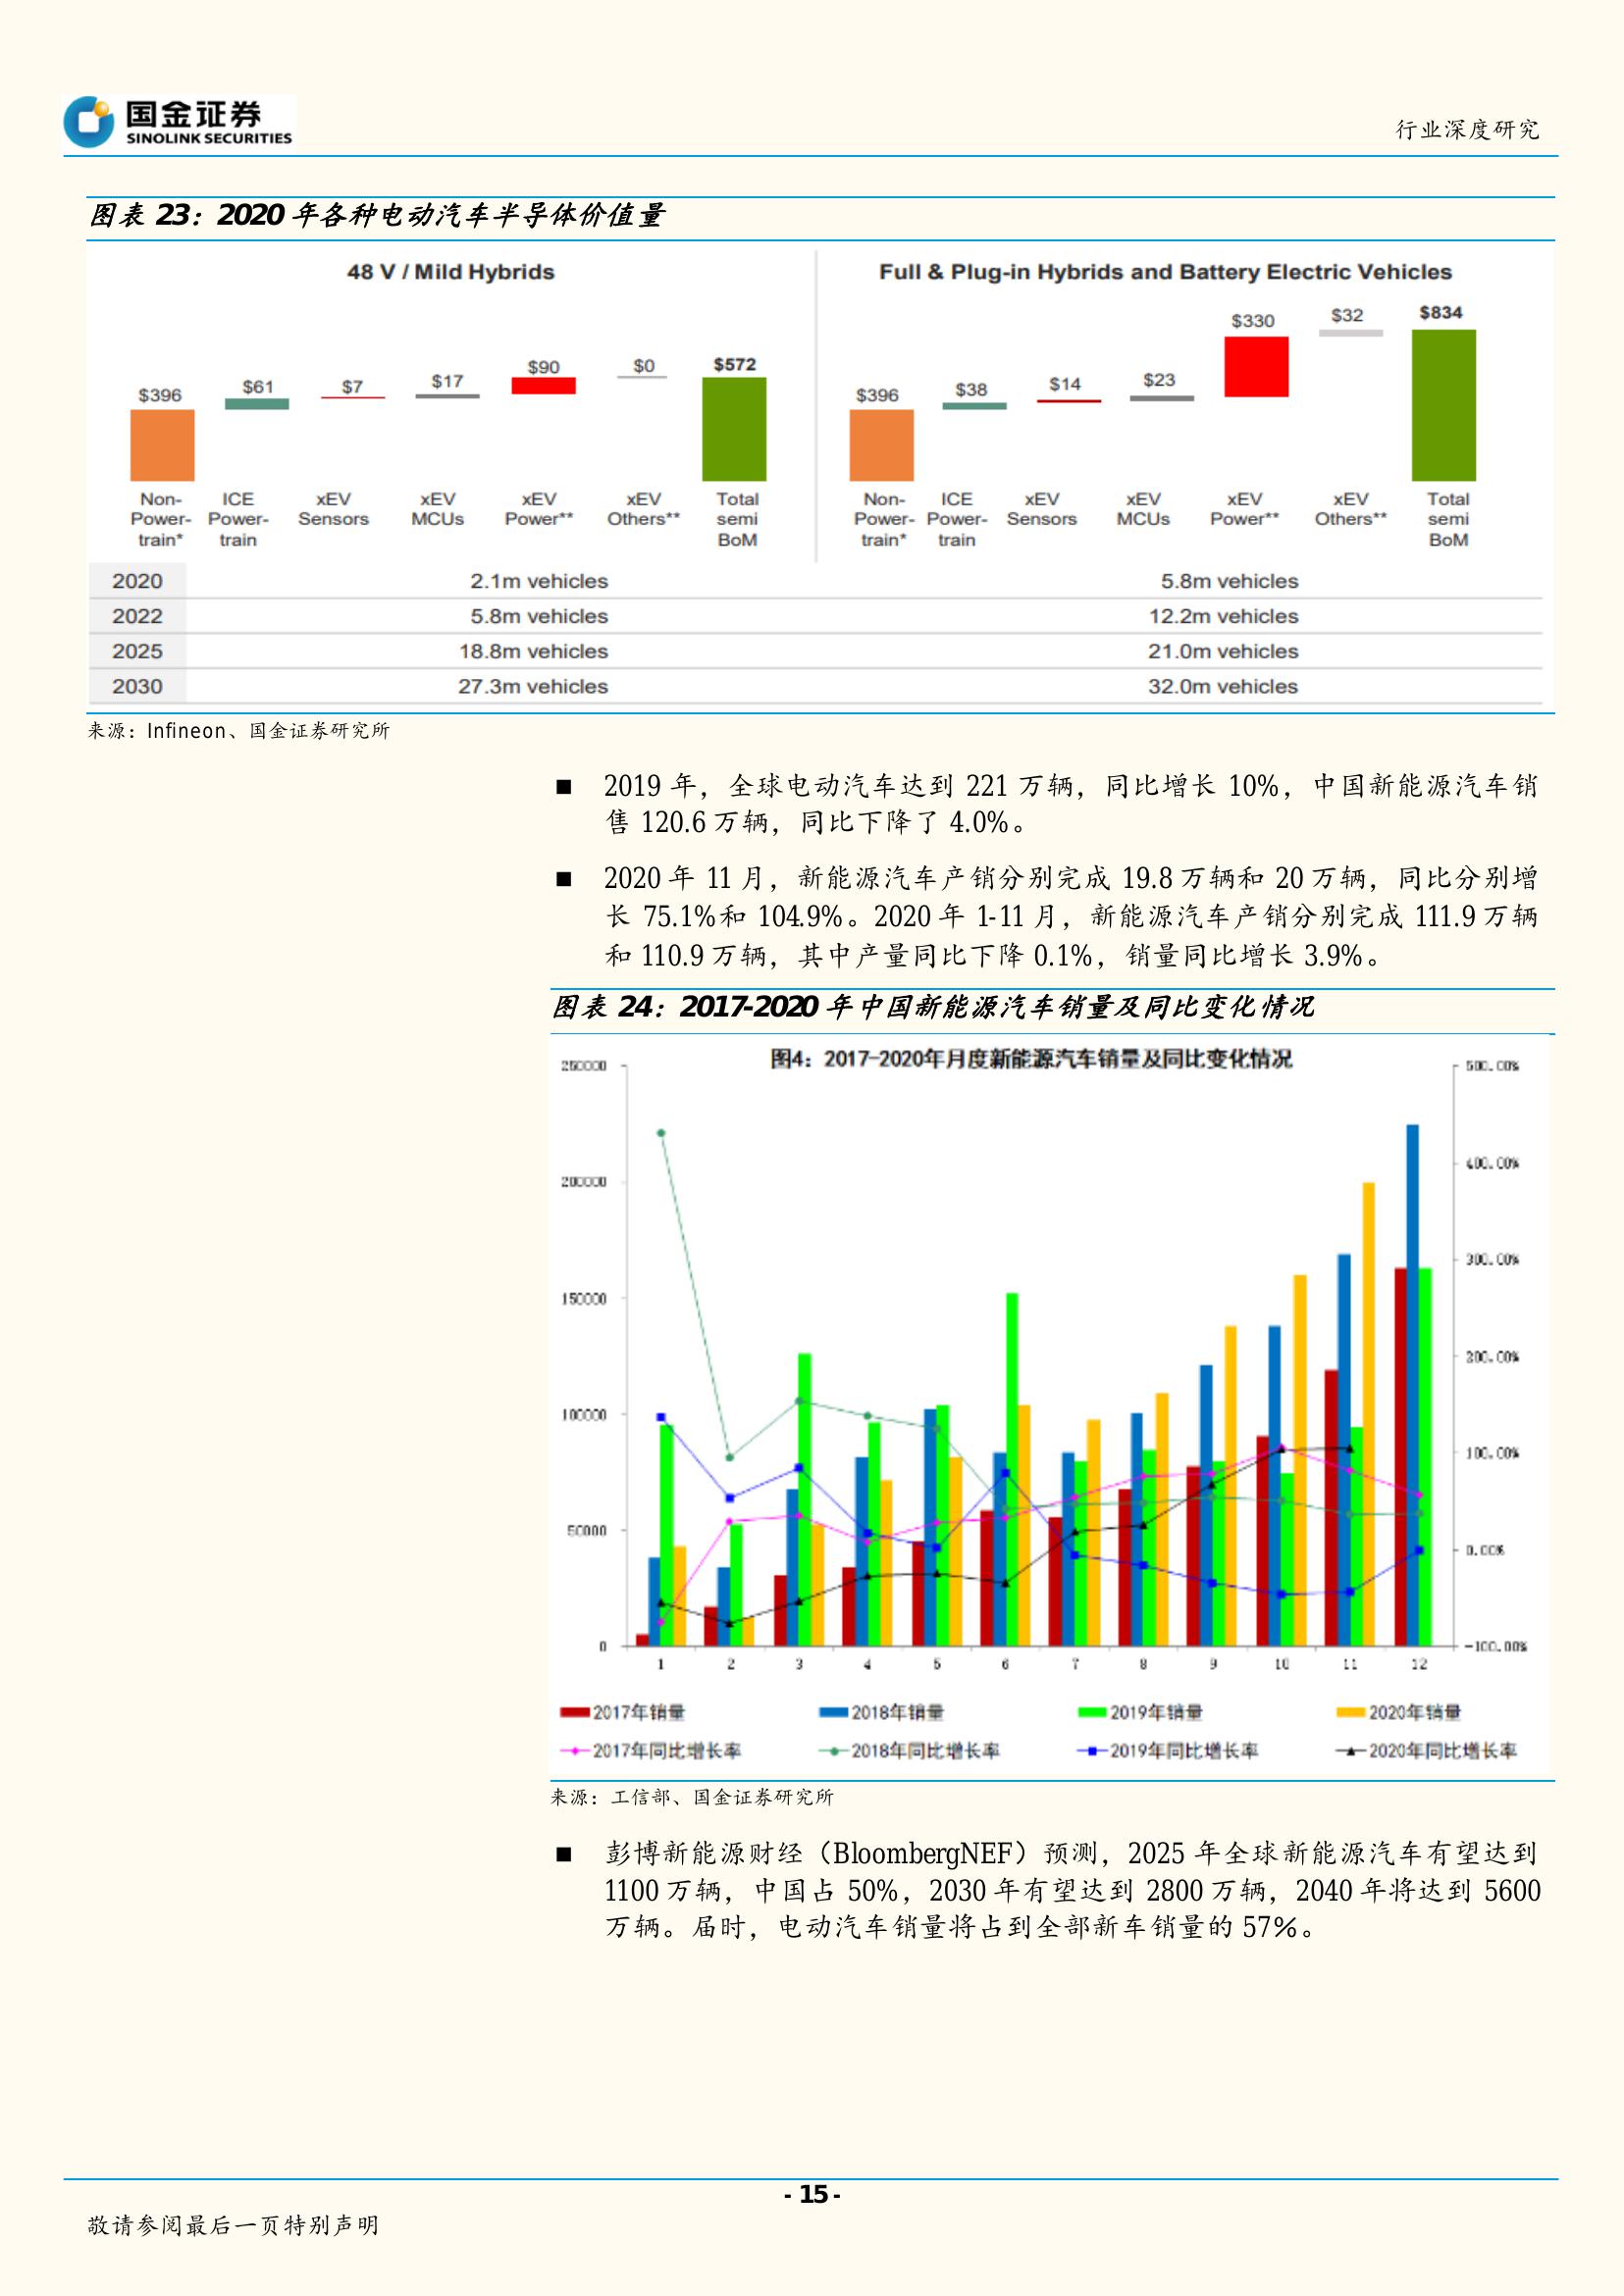 国金证券
SINOLINK SECURITIES
行业深度研究
图表 23：2020 年各种电动汽车半导体价值量
48 V / Mild Hybrids
Full & Plug-in Hybrids and Battery Electric Vehicles
$396 $61 $7 $17 $90 $0 $572
$396 $38 $14 $23 $330 $32 $834
Non- ICE xEV xEV xEV xEV Total
Power- Power- Sensors MCUs Power** Others** semi
train* train BoM
Non- ICE xEV xEV xEV xEV Total
Power- Power- Sensors MCUs Power** Others** semi
train* train BoM
2020 2.1m vehicles 5.8m vehicles
2022 5.8m vehicles 12.2m vehicles
2025 18.8m vehicles 21.0m vehicles
2030 27.3m vehicles 32.0m vehicles
来源：Infineon、国金证券研究所
■ 2019 年，全球电动汽车达到 221 万辆，同比增长 10%，中国新能源汽车销
售 120.6 万辆，同比下降了 4.0%。
■ 2020 年 11 月，新能源汽车产销分别完成 19.8 万辆和 20 万辆，同比分别增
长 75.1%和 104.9%。2020 年 1-11 月，新能源汽车产销分别完成 111.9 万辆
和 110.9 万辆，其中产量同比下降 0.1%，销量同比增长 3.9%。
图表 24：2017-2020 年中国新能源汽车销量及同比变化情况
图4：2017-2020年月度新能源汽车销量及同比变化情况
250000 500.00%
400.00%
200000
300.00%
150000
200.00%
100000
100.00%
50000
0.00%
0 -100.00%
1 2 3 4 5 6 7 8 9 10 11 12
2017年销量 2018年销量 2019年销量 2020年销量
2017年同比增长率 2018年同比增长率 2019年同比增长率 2020年同比增长率
来源：工信部、国金证券研究所
■ 彭博新能源财经（BloombergNEF）预测，2025 年全球新能源汽车有望达到
1100 万辆，中国占 50%，2030 年有望达到 2800 万辆，2040 年将达到 5600
万辆。届时，电动汽车销量将占到全部新车销量的 57%。
- 15 -
敬请参阅最后一页特别声明